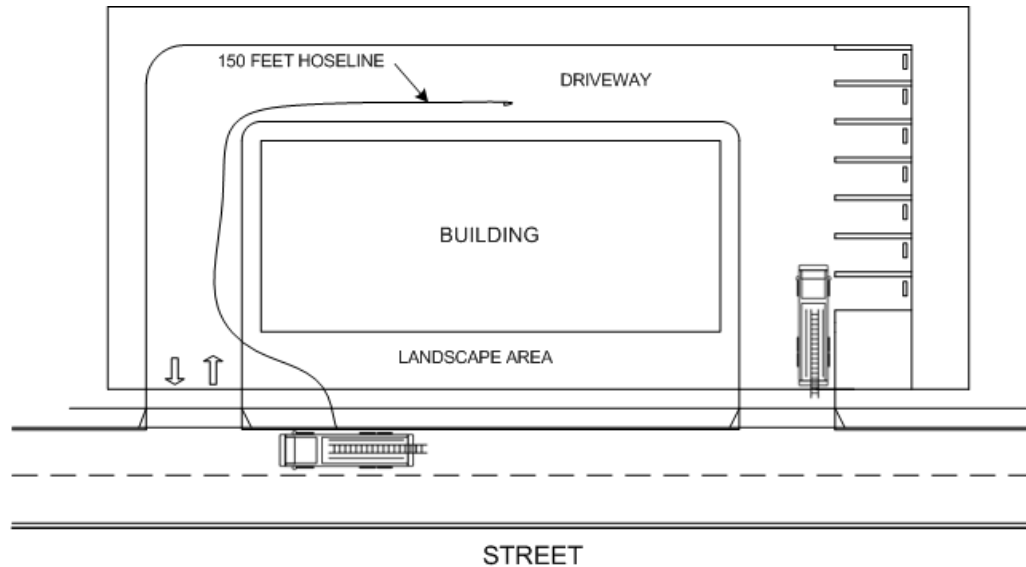 150 FEET HOSELINE
DRIVEWAY
BUILDING
LANDSCAPE AREA
STREET